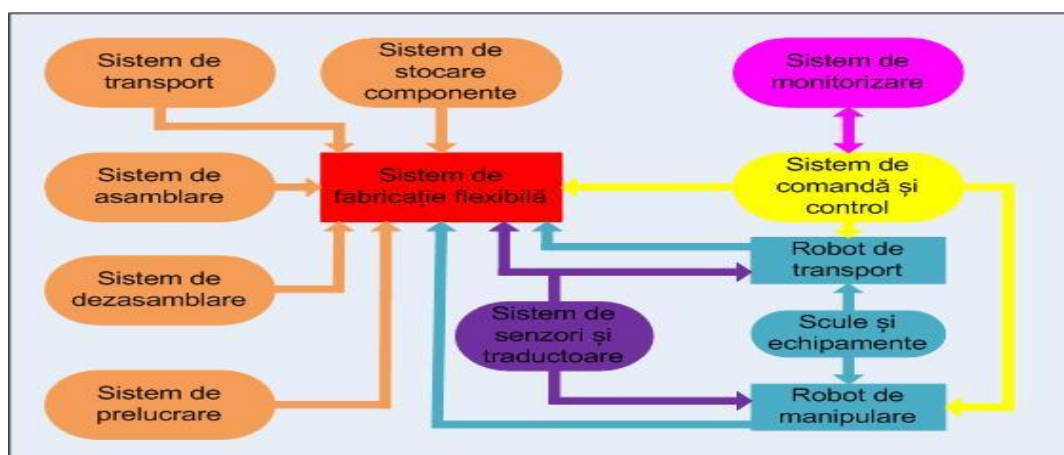 Sistem de
transport
Sistem de
stocare
componente
Sistem de
monitorizare
Sistem de
asamblare
Sistem de
fabricație flexibilă
Sistem de
comandă și
control
Sistem de
dezasamblare
Robot de
transport
Sistem de
senzori și
traductoare
Scule și
echipamente
Sistem de
prelucrare
Robot de
manipulare